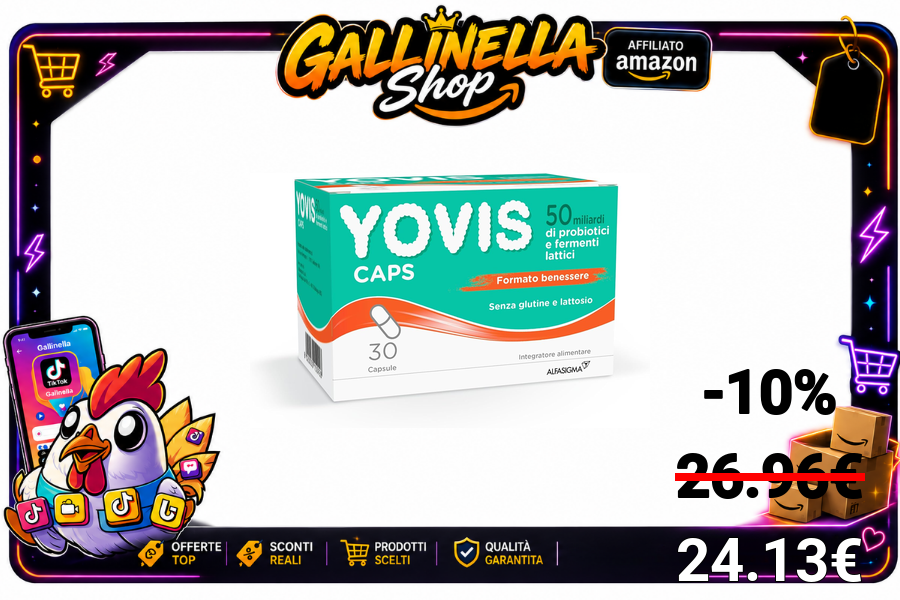 GALLINELLA
Shop
AFFILIATO
amazon
YOVIS
CAPS
YOVIS
CAPS
50 miliardi
di probiotici
e fermenti
lattici
Formato benessere
Senza glutine e lattosio
30
Capsule
Integratore alimentare
ALFASIGMA
Gallinella
TikTok
Gallinella
-10%
26.96€
24.13€
OFFERTE
TOP
SCONTI
REALI
PRODOTTI
SCELTI
QUALITÀ
GARANTITA